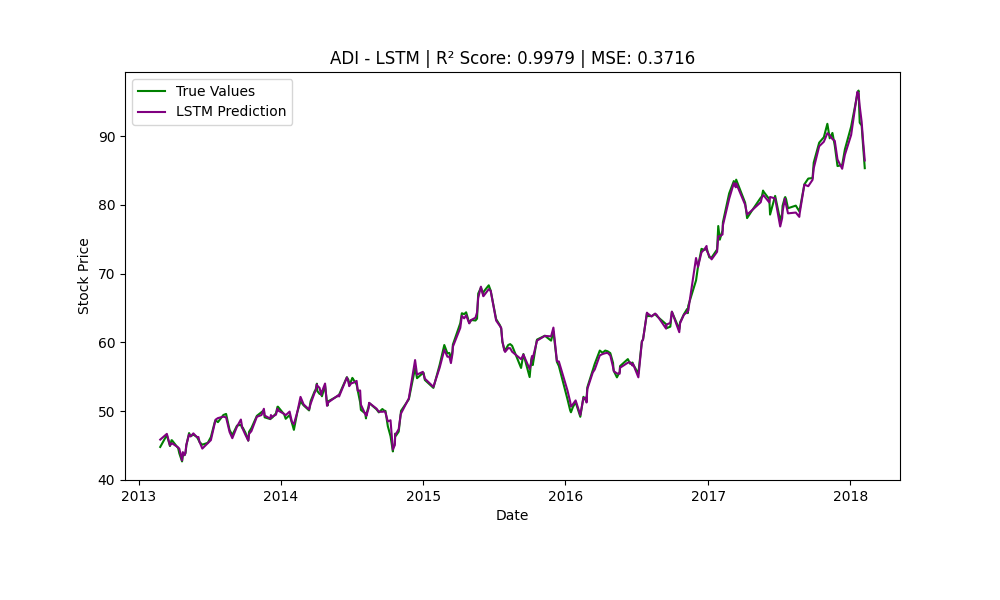 ADI - LSTM | R² Score: 0.9979 | MSE: 0.3716
True Values
LSTM Prediction
90
80
70
60
50
40
Stock Price
2013 2014 2015 2016 2017 2018
Date